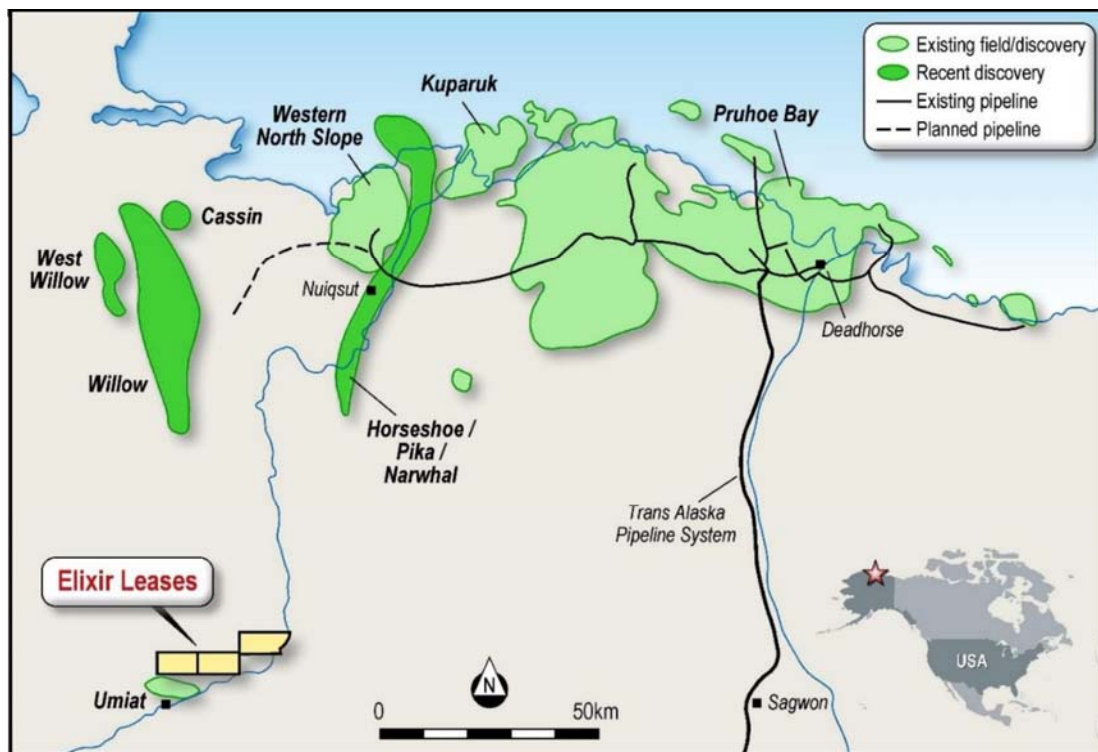 Existing field/discovery
Recent discovery
Existing pipeline
Planned pipeline
Kuparuk
Western
North Slope
Pruhoe Bay
Cassin
West
Willow
Nuiqsut
Deadhorse
Willow
Horseshoe /
Pika /
Narwhal
Trans Alaska
Pipeline System
Elixir Leases
USA
Umiat
N
0
50km
Sagwon